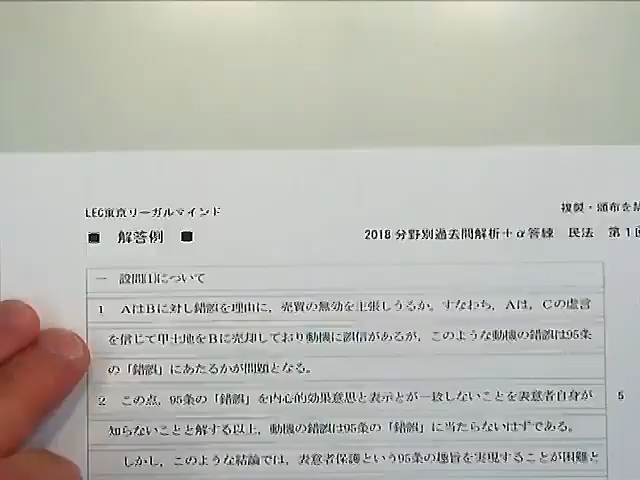 LEC東京リーガルマインド
複製・頒布を禁
■ 解答例 ■
2018 分野別過去問解析＋α答練 民法 第1回
一 設問(1)について
1 AはBに対し錯誤を理由に，売買の無効を主張しうるか。すなわち，Aは，Cの虚言
を信じて甲土地をBに売却しており動機に誤信があるが，このような動機の錯誤は95条
の「錯誤」にあたるかが問題となる。
2 この点，95条の「錯誤」を内心的効果意思と表示とが一致しないことを表意者自身が
5
知らないことと解する以上，動機の錯誤は95条の「錯誤」に当たらないはずである。
しかし，このような結論では，表意者保護という95条の趣旨を実現することが困難と